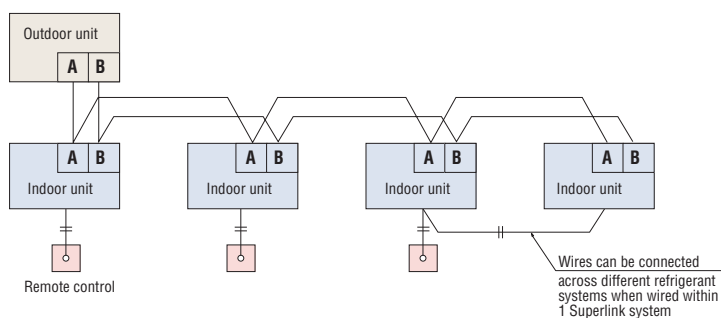 Outdoor unit
A B
A B
A B
A B
A B
Indoor unit
Indoor unit
Indoor unit
Indoor unit
Remote control
Wires can be connected
across different refrigerant
systems when wired within
1 Superlink system